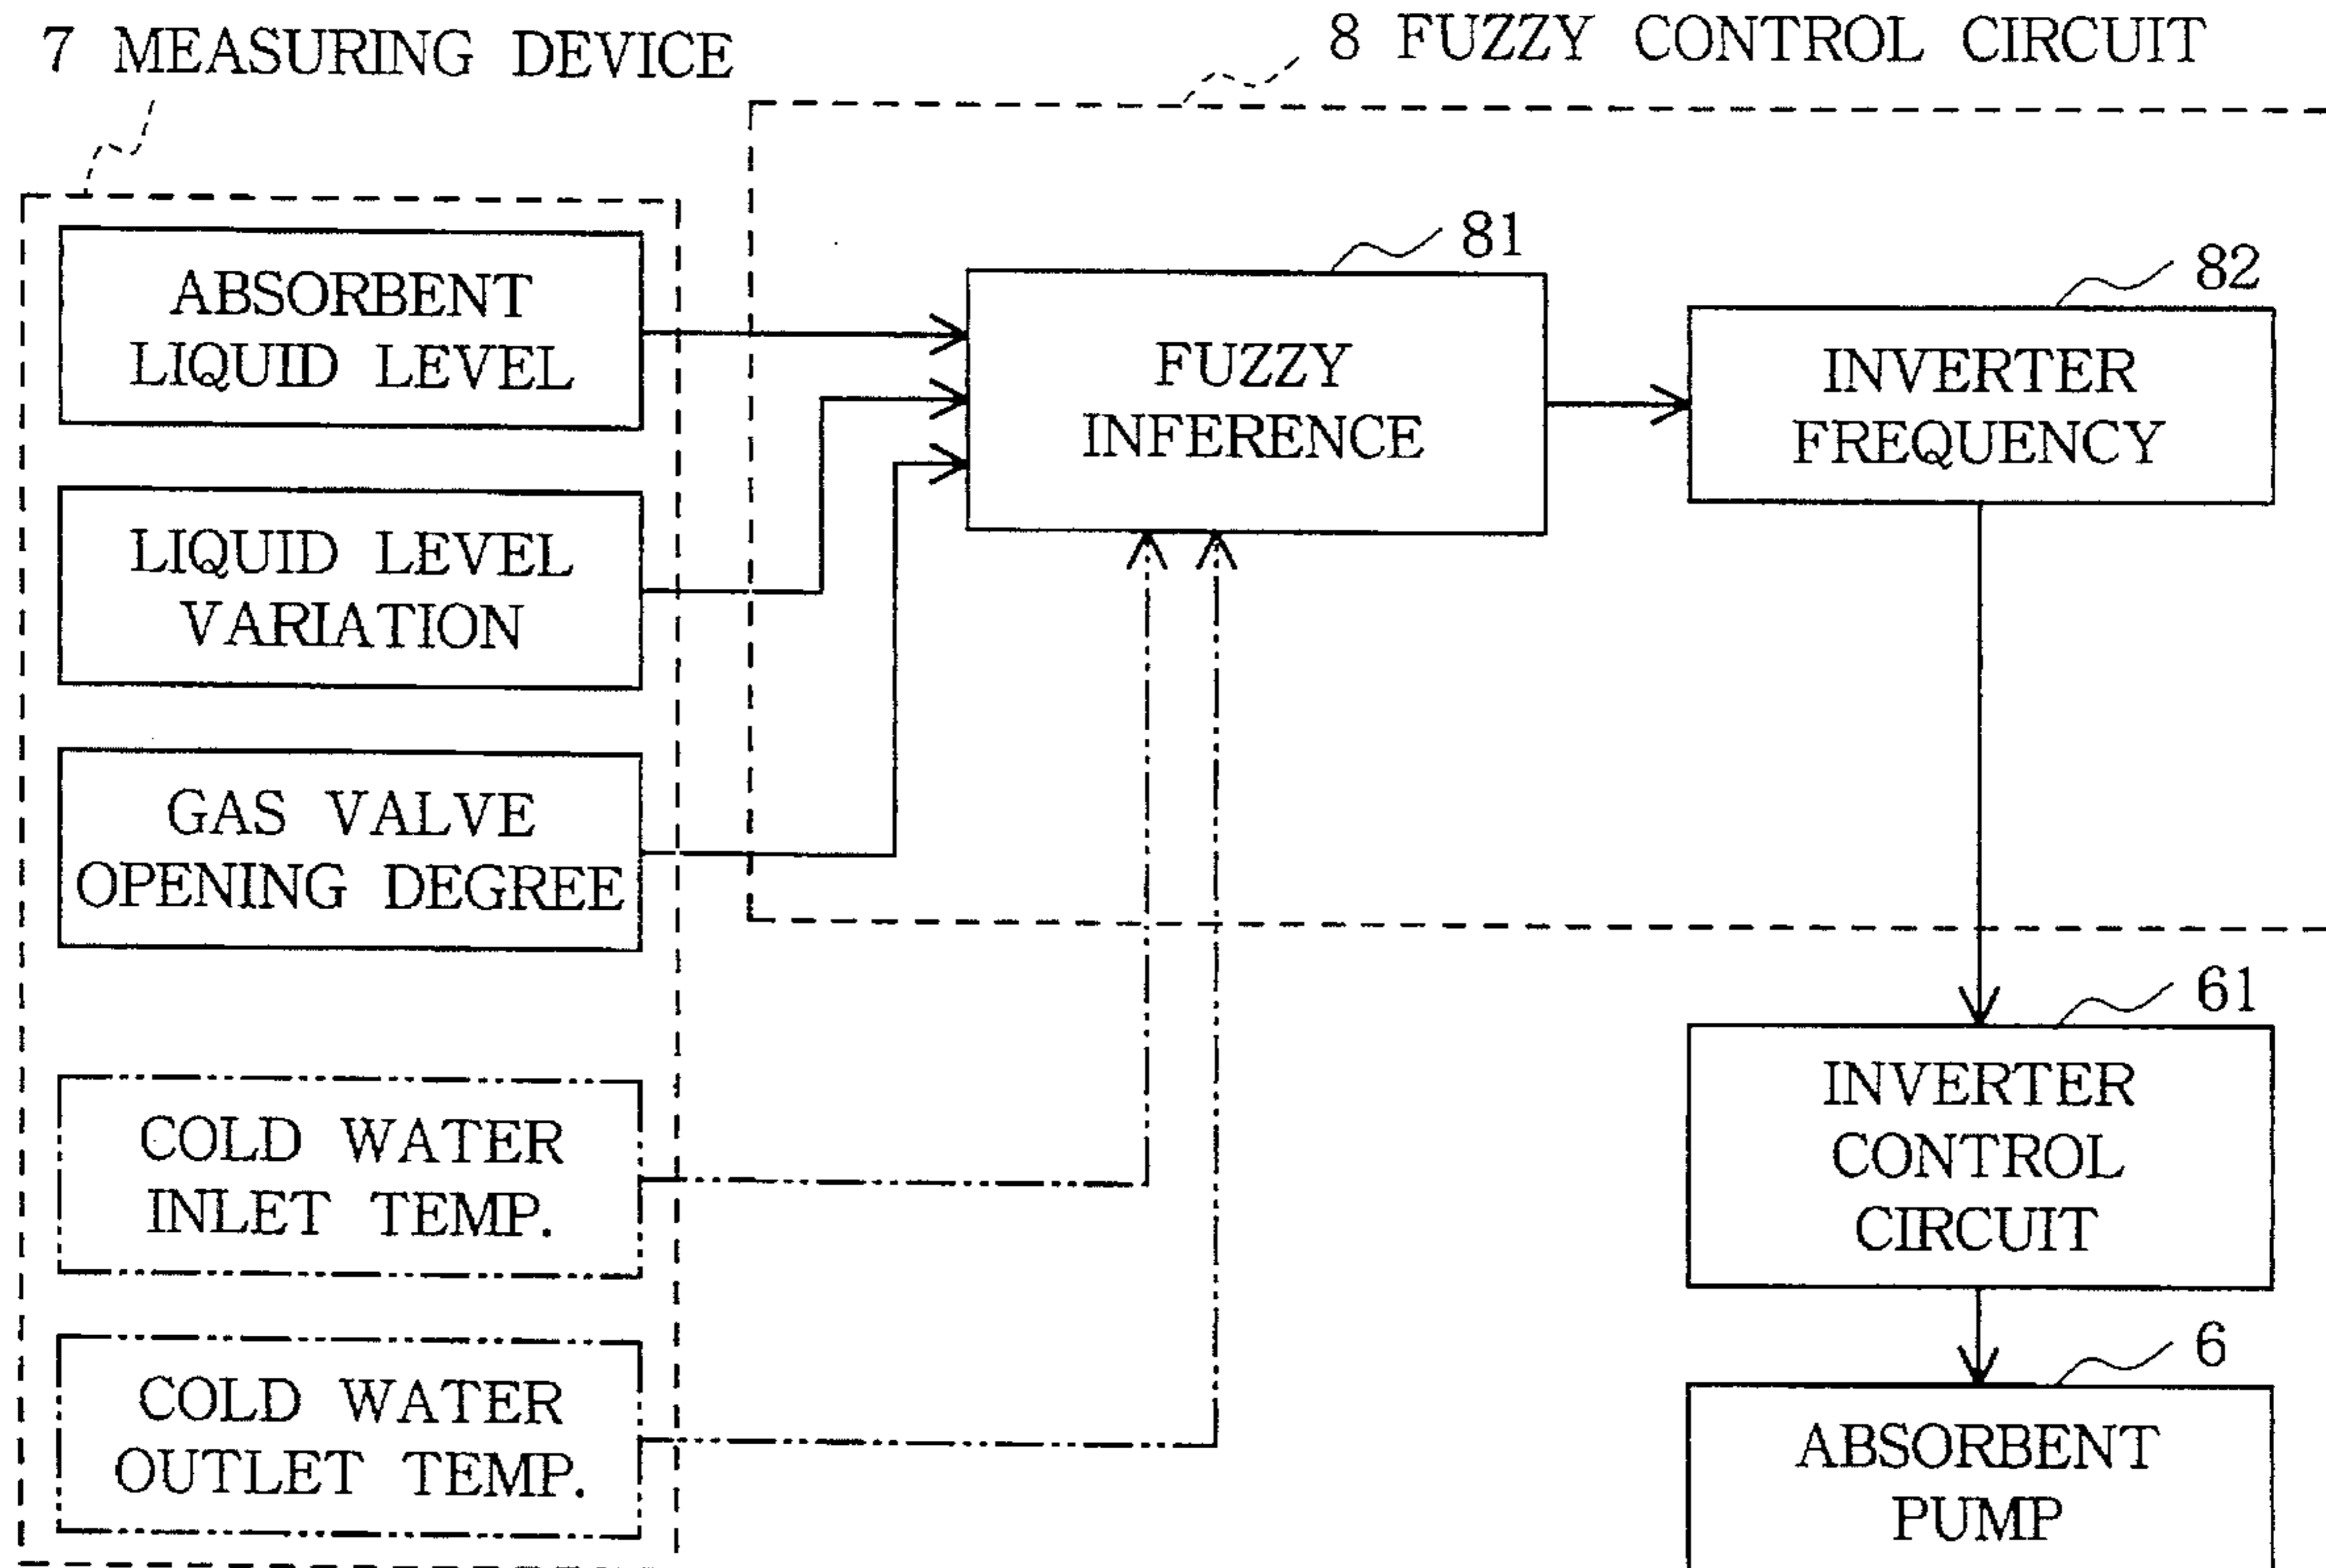 7 MEASURING DEVICE
8 FUZZY CONTROL CIRCUIT
ABSORBENT
LIQUID LEVEL
LIQUID LEVEL
VARIATION
GAS VALVE
OPENING DEGREE
COLD WATER
INLET TEMP.
COLD WATER
OUTLET TEMP.
81
FUZZY
INFERENCE
82
INVERTER
FREQUENCY
61
INVERTER
CONTROL
CIRCUIT
6
ABSORBENT
PUMP